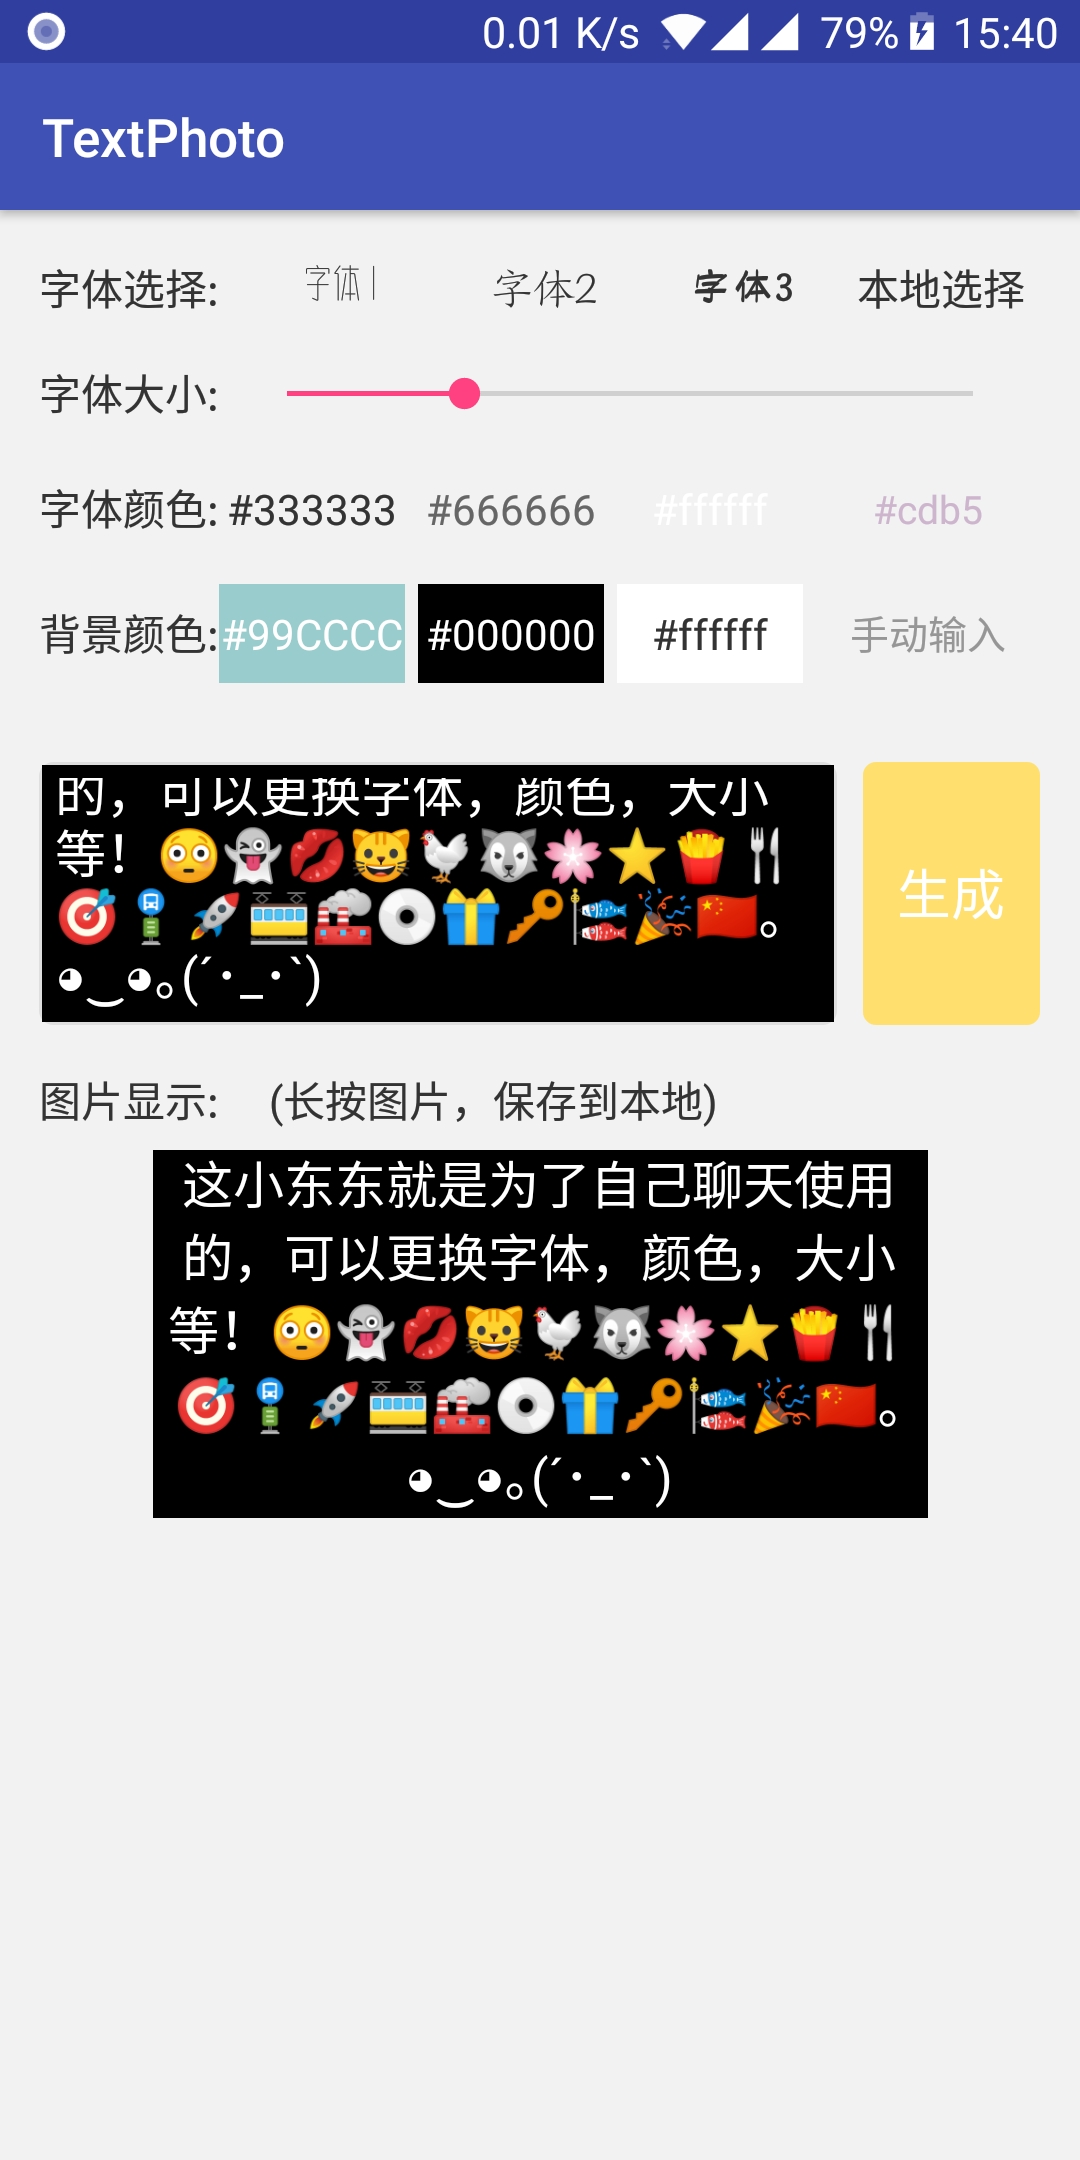 0.01 K/s 79% 15:40
TextPhoto
字体选择: 字体1 字体2 字体3 本地选择
字体大小:
字体颜色: #333333 #666666 #ffffff #cdb5
背景颜色: #99CCCC #000000 #ffffff 手动输入
的，可以更换字体，颜色，大小
等！😳👻💋😺🐓🐺🌸⭐🍟🍴
🎯🚏🚀🚋🏭💿🎁🔑🎏🎉🇨🇳。
◕‿◕｡(´･_･`)
生成
图片显示: (长按图片，保存到本地)
这小东东就是为了自己聊天使用
的，可以更换字体，颜色，大小
等！😳👻💋😺🐓🐺🌸⭐🍟🍴
🎯🚏🚀🚋🏭💿🎁🔑🎏🎉🇨🇳。
◕‿◕｡(´･_･`)